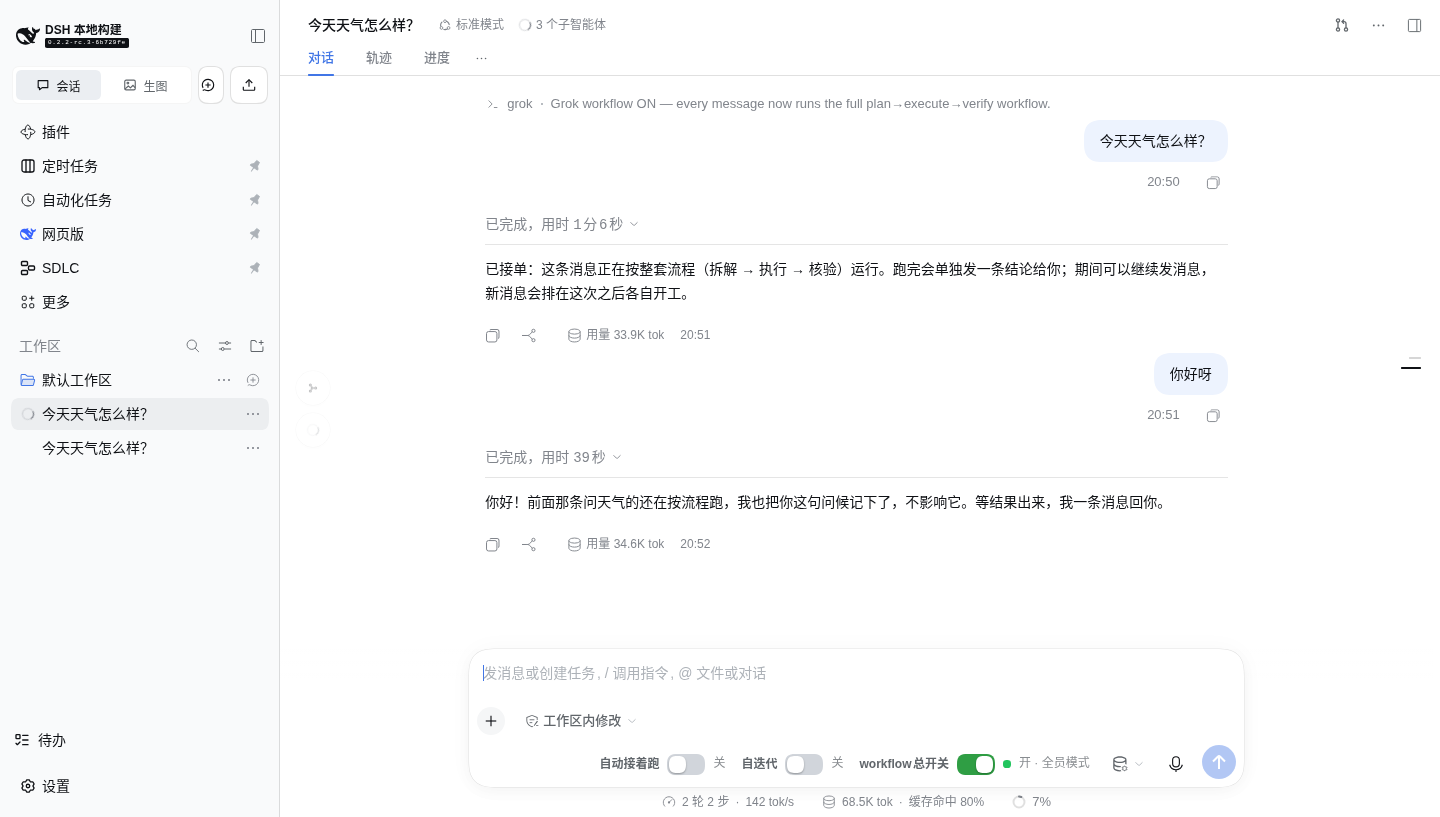 DSH 本地构建
0.2.2-rc.3-6b729fe
会话
生图
插件
定时任务
自动化任务
网页版
SDLC
更多
工作区
默认工作区
今天天气怎么样？
今天天气怎么样？
待办
设置
今天天气怎么样？
标准模式
3 个子智能体
对话
轨迹
进度
grok · Grok workflow ON — every message now runs the full plan→execute→verify workflow.
今天天气怎么样？
20:50
已完成，用时 1分6秒
已接单：这条消息正在按整套流程（拆解 → 执行 → 核验）运行。跑完会单独发一条结论给你；期间可以继续发消息，
新消息会排在这次之后各自开工。
用量 33.9K tok 20:51
你好呀
20:51
已完成，用时 39秒
你好！前面那条问天气的还在按流程跑，我也把你这句问候记下了，不影响它。等结果出来，我一条消息回你。
用量 34.6K tok 20:52
发消息或创建任务, / 调用指令, @ 文件或对话
工作区内修改
自动接着跑 关 自迭代 关 workflow总开关 开 · 全员模式
2 轮 2 步 · 142 tok/s 68.5K tok · 缓存命中 80% 7%